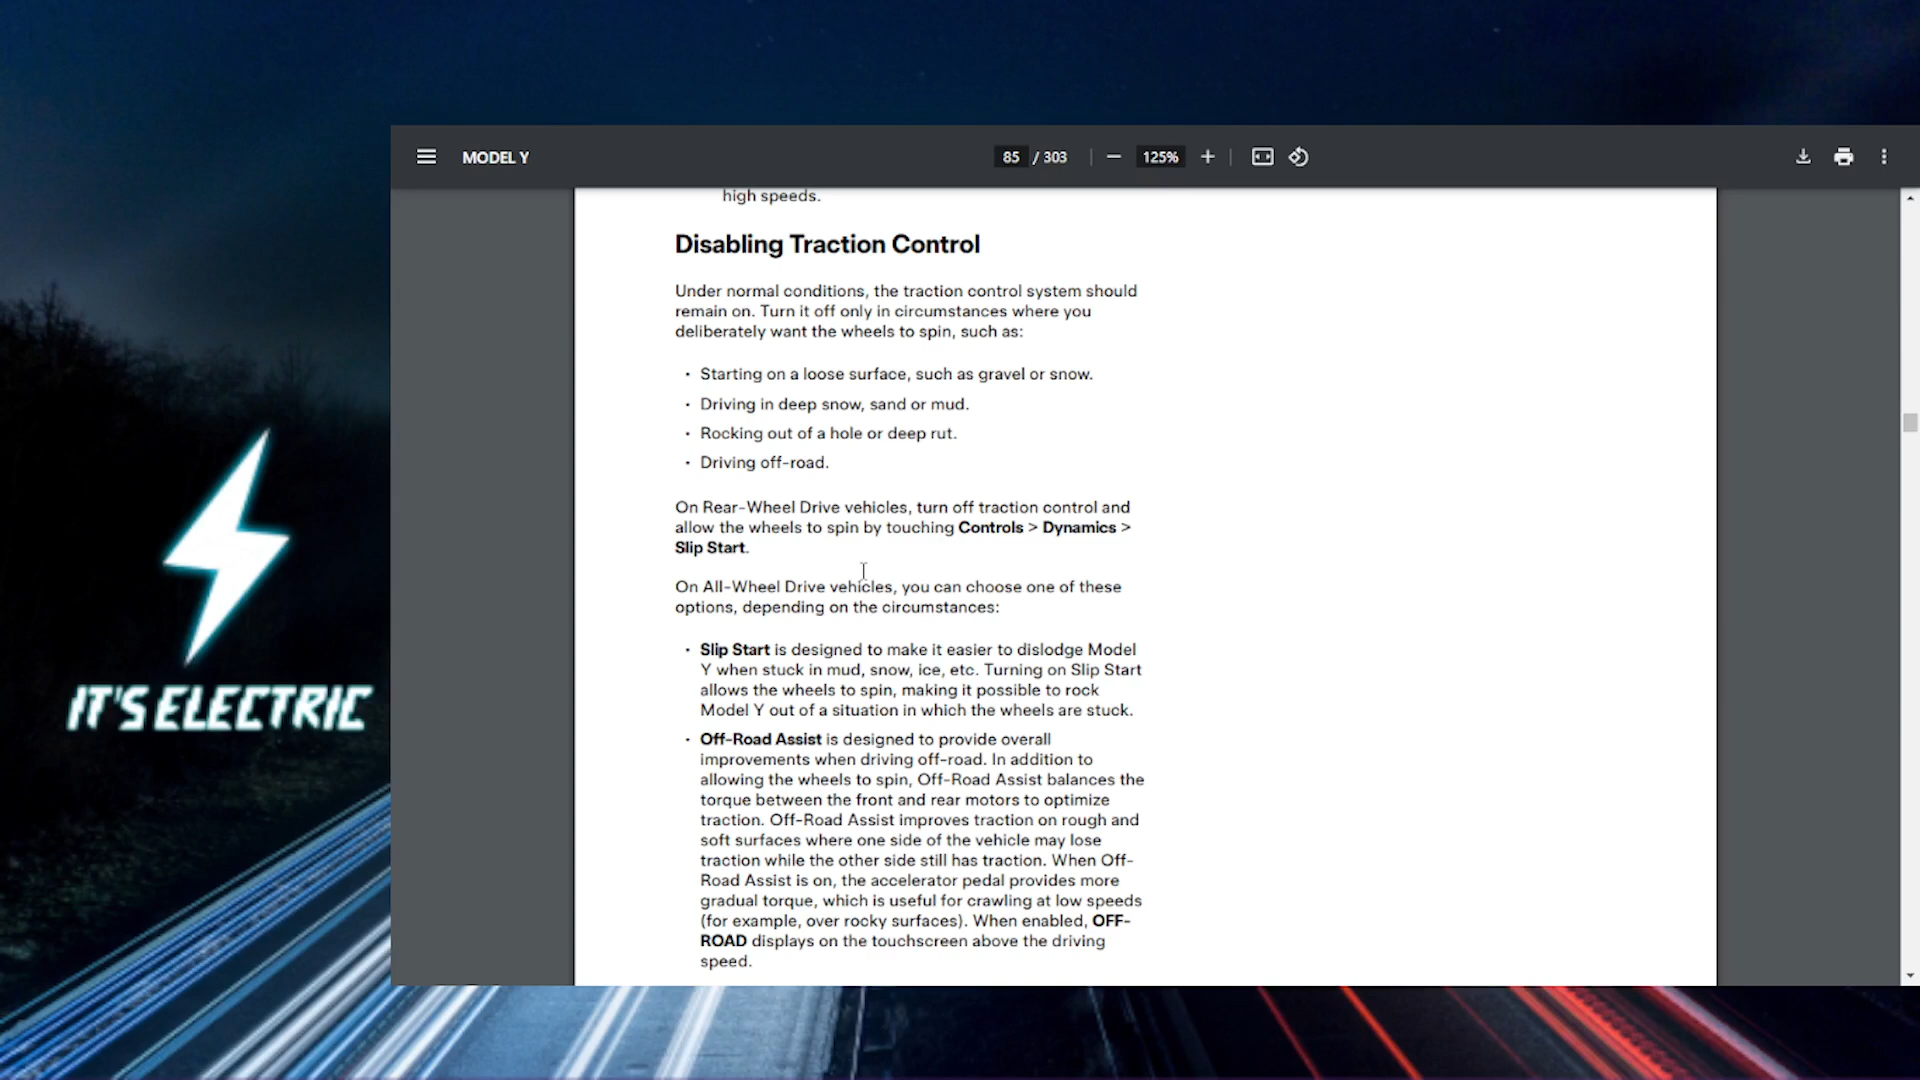 MODEL Y
85 / 303
125%
high speeds.
Disabling Traction Control
Under normal conditions, the traction control system should
remain on. Turn it off only in circumstances where you
deliberately want the wheels to spin, such as:
• Starting on a loose surface, such as gravel or snow.
• Driving in deep snow, sand or mud.
• Rocking out of a hole or deep rut.
• Driving off-road.
On Rear-Wheel Drive vehicles, turn off traction control and
allow the wheels to spin by touching Controls > Dynamics >
Slip Start.
On All-Wheel Drive vehicles, you can choose one of these
options, depending on the circumstances:
• Slip Start is designed to make it easier to dislodge Model
Y when stuck in mud, snow, ice, etc. Turning on Slip Start
allows the wheels to spin, making it possible to rock
Model Y out of a situation in which the wheels are stuck.
• Off-Road Assist is designed to provide overall
improvements when driving off-road. In addition to
allowing the wheels to spin, Off-Road Assist balances the
torque between the front and rear motors to optimize
traction. Off-Road Assist improves traction on rough and
soft surfaces where one side of the vehicle may lose
traction while the other side still has traction. When Off-
Road Assist is on, the accelerator pedal provides more
gradual torque, which is useful for crawling at low speeds
(for example, over rocky surfaces). When enabled, OFF-
ROAD displays on the touchscreen above the driving
speed.
IT'S ELECTRIC